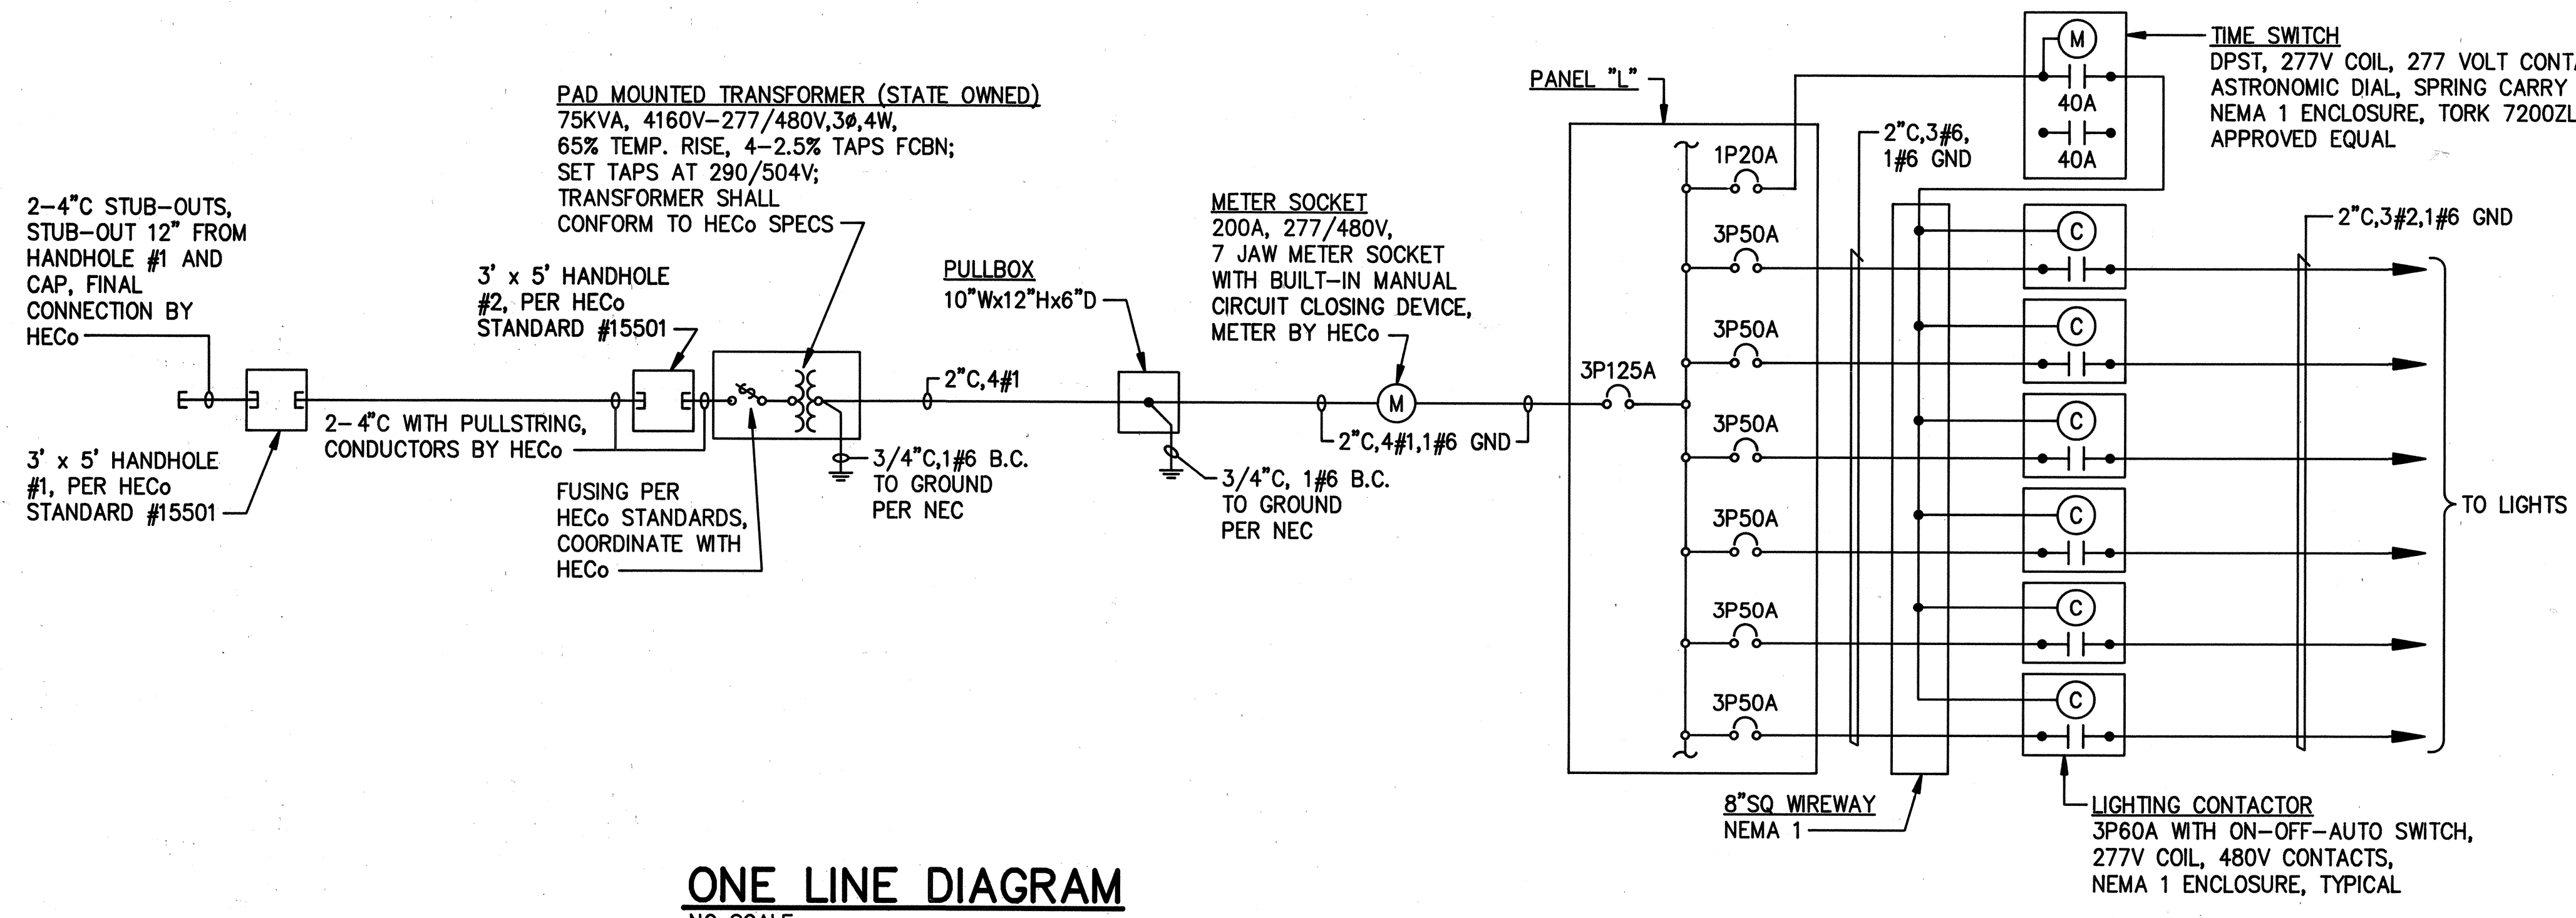 2-4"C STUB-OUTS,
STUB-OUT 12" FROM
HANDHOLE #1 AND
CAP, FINAL
CONNECTION BY
HECo
3' x 5' HANDHOLE
#1, PER HECo
STANDARD #15501
2-4"C WITH PULLSTRING,
CONDUCTORS BY HECo
3' x 5' HANDHOLE
#2, PER HECo
STANDARD #15501
PAD MOUNTED TRANSFORMER (STATE OWNED)
75KVA, 4160V-277/480V,3ø,4W,
65% TEMP. RISE, 4-2.5% TAPS FCBN;
SET TAPS AT 290/504V;
TRANSFORMER SHALL
CONFORM TO HECo SPECS
FUSING PER
HECo STANDARDS,
COORDINATE WITH
HECo
2"C,4#1
3/4"C,1#6 B.C.
TO GROUND
PER NEC
PULLBOX
10"Wx12"Hx6"D
3/4"C, 1#6 B.C.
TO GROUND
PER NEC
METER SOCKET
200A, 277/480V,
7 JAW METER SOCKET
WITH BUILT-IN MANUAL
CIRCUIT CLOSING DEVICE,
METER BY HECo
M
2"C,4#1,1#6 GND
PANEL "L"
3P125A
1P20A
3P50A
3P50A
3P50A
3P50A
3P50A
3P50A
2"C,3#6,
1#6 GND
8"SQ WIREWAY
NEMA 1
M
40A
40A
TIME SWITCH
DPST, 277V COIL, 277 VOLT
ASTRONOMIC DIAL, SPRING CARRY
NEMA 1 ENCLOSURE, TORK 7200ZL
APPROVED EQUAL
C
C
C
C
C
C
2"C,3#2,1#6 GND
TO LIGHTS
LIGHTING CONTACTOR
3P60A WITH ON-OFF-AUTO SWITCH,
277V COIL, 480V CONTACTS,
NEMA 1 ENCLOSURE, TYPICAL
ONE LINE DIAGRAM
NO SCALE